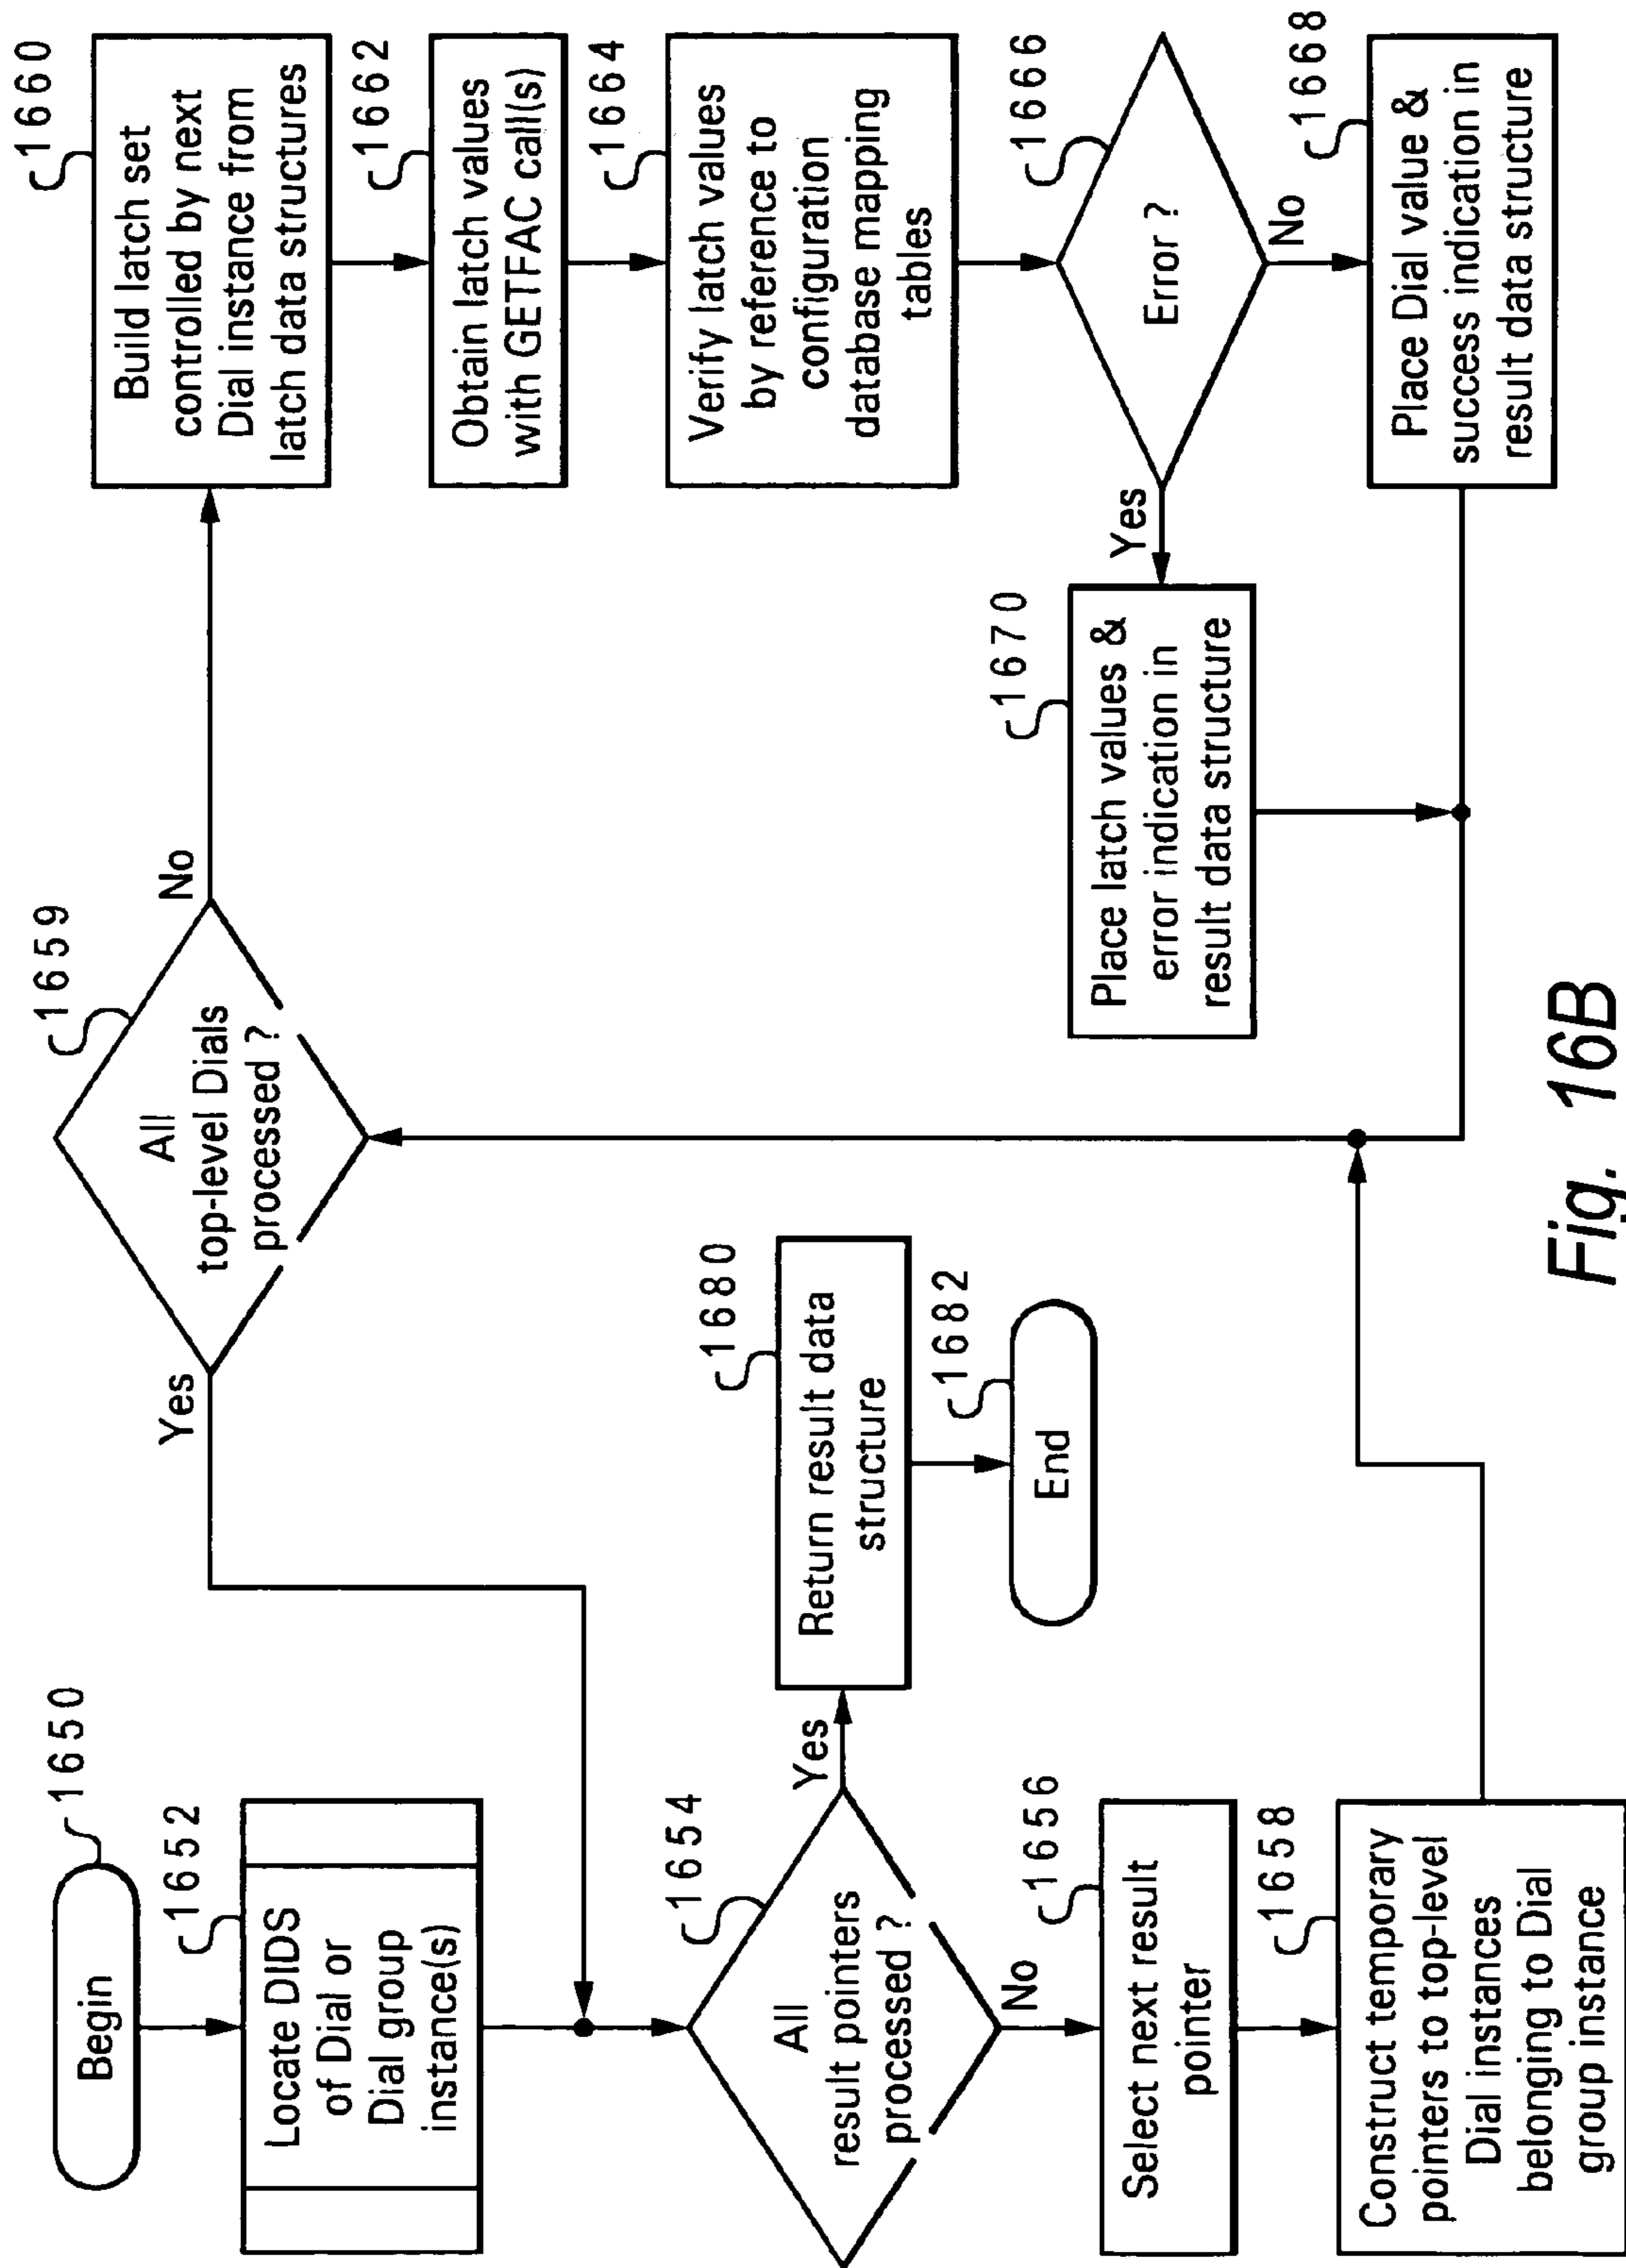 1650
Begin
1652
Locate DIDS
of Dial or
Dial group
instance(s)
1654
All
result pointers
processed ?
Yes
No
1656
Select next result
pointer
1658
Construct temporary
pointers to top-level
Dial instances
belonging to Dial
group instance
1680
Return result data
structure
1682
End
1659
All
top-level Dials
processed ?
Yes
No
1660
Build latch set
controlled by next
Dial instance from
latch data structures
1662
Obtain latch values
with GETFAC call(s)
1664
Verify latch values
by reference to
configuration
database mapping
tables
1666
Error ?
Yes
No
1670
Place latch values &
error indication in
result data structure
1668
Place Dial value &
success indication in
result data structure
Fig. 16B